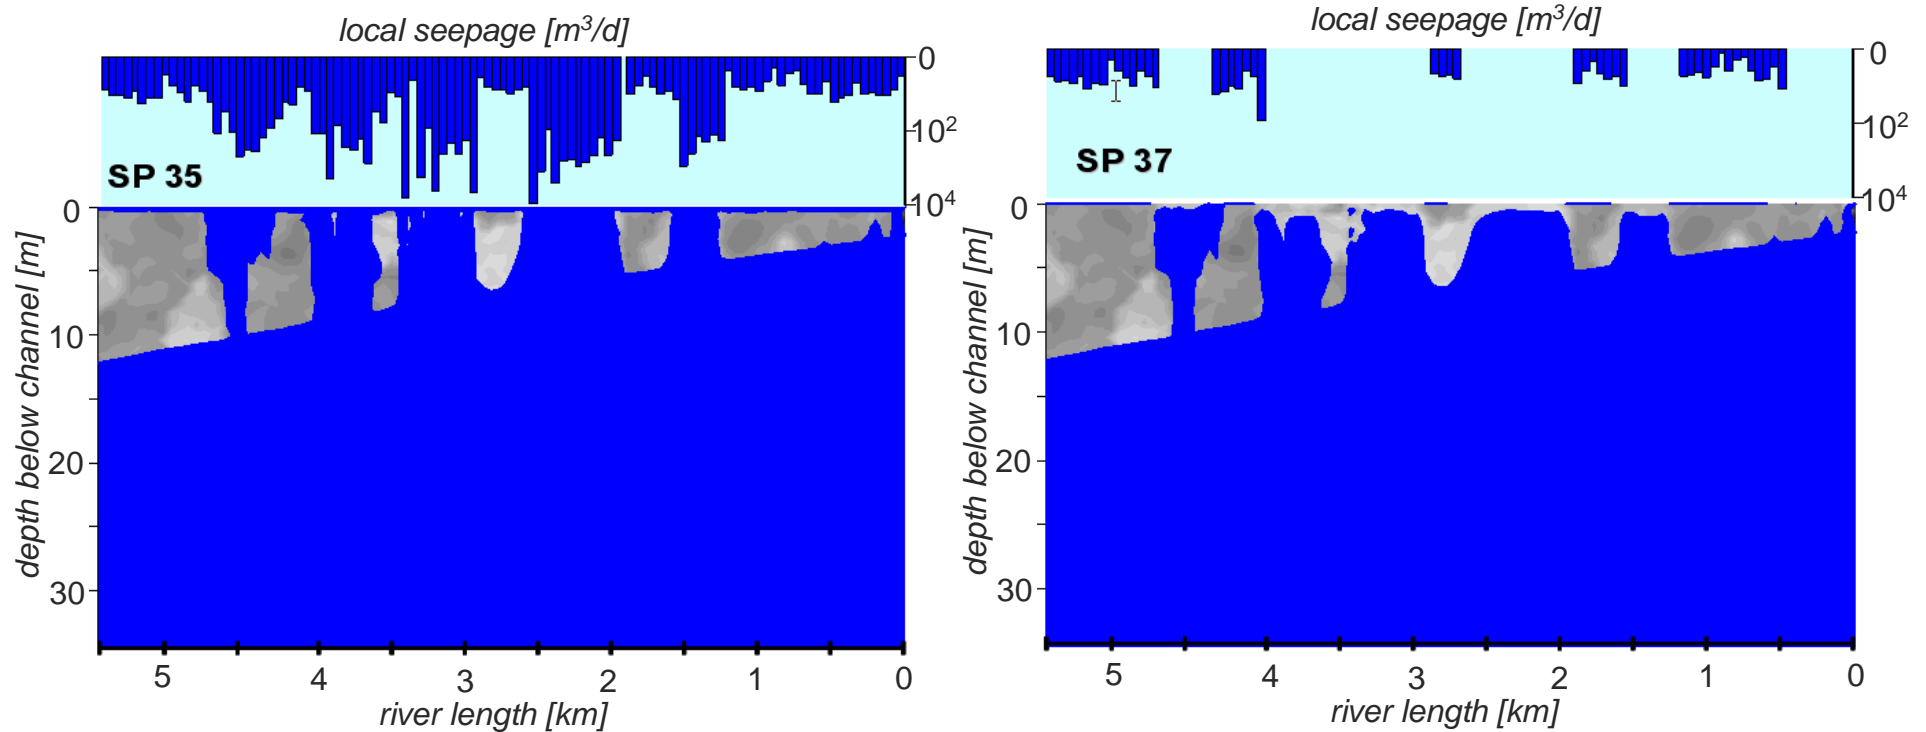 local seepage [m³/d]
0
10²
10⁴
SP 35
0
10
20
30
depth below channel [m]
5 4 3 2 1 0
river length [km]
local seepage [m³/d]
0
10²
10⁴
SP 37
0
10
20
30
depth below channel [m]
5 4 3 2 1 0
river length [km]